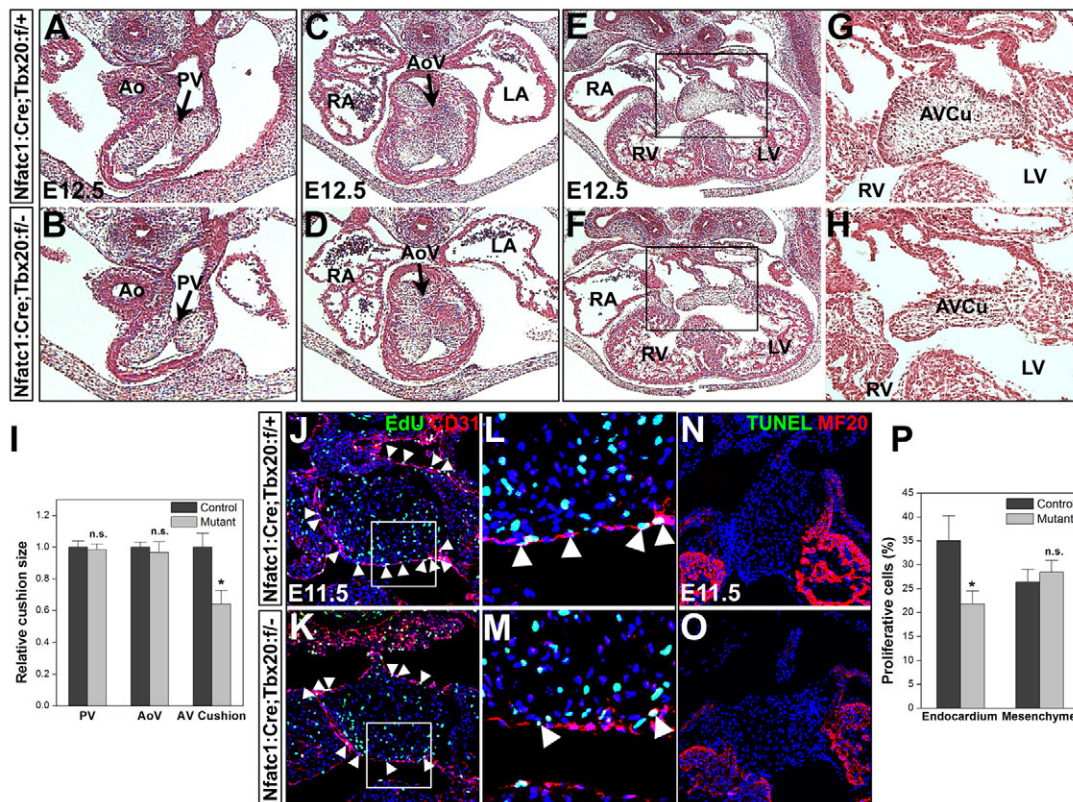 Nfatc1:Cre;Tbx20:f/+
A
Ao
PV
E12.5
C
AoV
RA
LA
E
RA
RV
LV
E12.5
G
AVCu
RV
LV
Nfatc1:Cre;Tbx20:f/-
B
Ao
PV
D
AoV
RA
LA
F
RA
RV
LV
H
AVCu
RV
LV
I
Relative cushion size
Control
Mutant
1.2
1.0
0.8
0.6
0.4
0.2
0.0
n.s.
n.s.
*
PV
AoV
AV Cushion
Nfatc1:Cre;Tbx20:f/+
J
EdU CD31
E11.5
L
N
TUNEL MF20
E11.5
Nfatc1:Cre;Tbx20:f/-
K
M
O
P
Proliferative cells (%)
Control
Mutant
45
40
35
30
25
20
15
10
5
0
*
n.s.
Endocardium
Mesenchyme